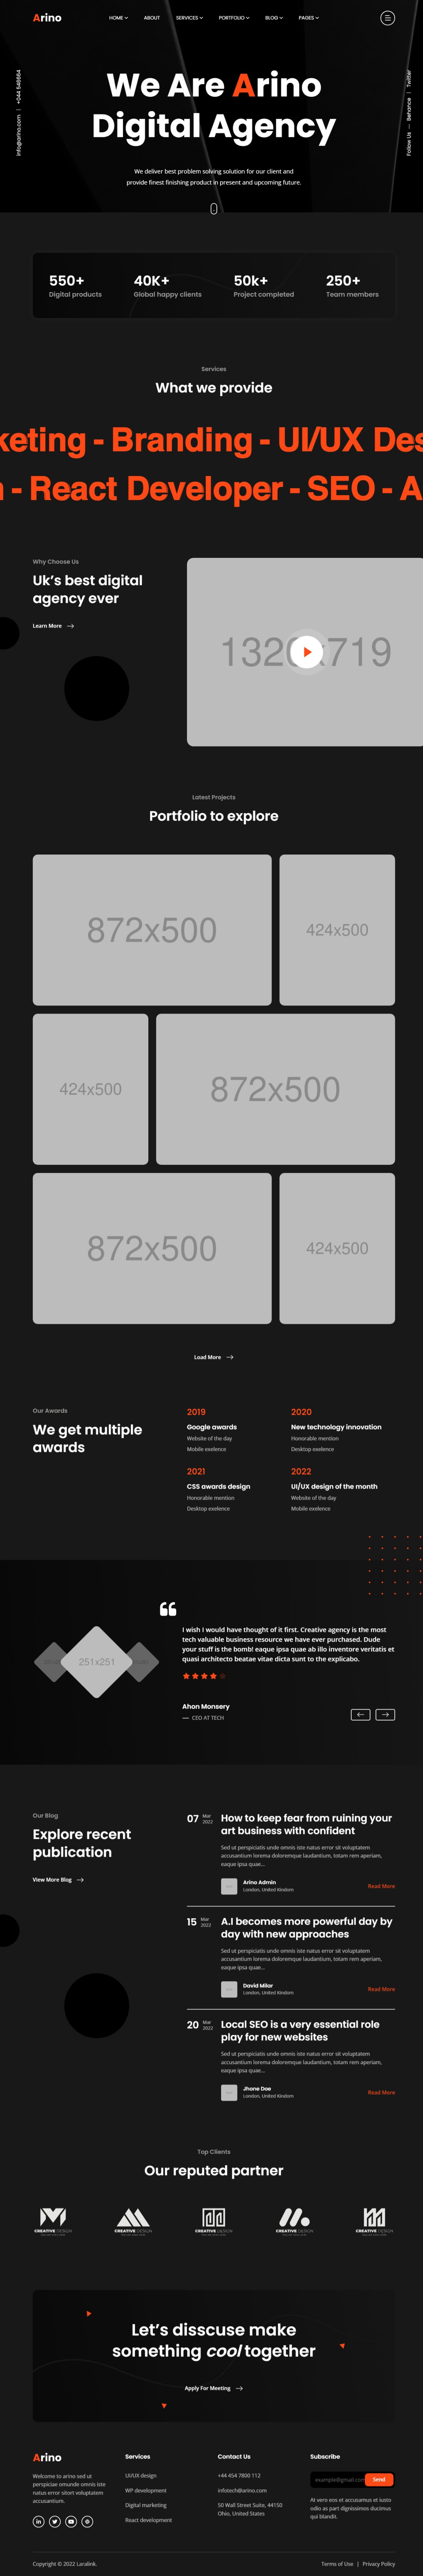 Arino HOME ABOUT SERVICES PORTFOLIO BLOG PAGES
info@arino.com | +044 548664
Follow Us — Behance | Twitter
We Are Arino
Digital Agency
We deliver best problem solving solution for our client and
provide finest finishing product in present and upcoming future.
550+ 40K+ 50k+ 250+
Digital products Global happy clients Project completed Team members
Services
What we provide
keting - Branding - UI/UX Des
- React Developer - SEO - A
Why Choose Us
Uk’s best digital
agency ever
Learn More
Latest Projects
Portfolio to explore
872x500 424x500
424x500 872x500
872x500 424x500
Load More
Our Awards
We get multiple
awards
2019 2020
Google awards New technology innovation
Website of the day Honorable mention
Mobile exelence Desktop exelence
2021 2022
CSS awards design UI/UX design of the month
Honorable mention Website of the day
Desktop exelence Mobile exelence
251x251
I wish I would have thought of it first. Creative agency is the most
tech valuable business resource we have ever purchased. Dude
your stuff is the bomb! eaque ipsa quae ab illo inventore veritatis et
quasi architecto beatae vitae dicta sunt to the explicabo.
Ahon Monsery
— CEO AT TECH
Our Blog
Explore recent
publication
View More Blog
07 Mar 2022
How to keep fear from ruining your
art business with confident
Sed ut perspiciatis unde omnis iste natus error sit voluptatem
accusantium lorema doloremque laudantium, totam rem aperiam,
eaque ipsa quae...
Arino Admin
London, United Kindom
Read More
15 Mar 2022
A.I becomes more powerful day by
day with new approaches
Sed ut perspiciatis unde omnis iste natus error sit voluptatem
accusantium lorema doloremque laudantium, totam rem aperiam,
eaque ipsa quae...
David Milar
London, United Kindom
Read More
20 Mar 2022
Local SEO is a very essential role
play for new websites
Sed ut perspiciatis unde omnis iste natus error sit voluptatem
accusantium lorema doloremque laudantium, totam rem aperiam,
eaque ipsa quae...
Jhone Doe
London, United Kindom
Read More
Top Clients
Our reputed partner
CREATIVE DESIGN CREATIVE DESIGN CREATIVE DESIGN CREATIVE DESIGN CREATIVE DESIGN
Let’s disscuse make
something cool together
Apply For Meeting
Arino
Welcome to arino sed ut
perspiciae omunde omnis iste
natus error sitort voluptatem
accusantium.
Services
UI/UX design
WP development
Digital marketing
React development
Contact Us
+44 454 7800 112
infotech@arino.com
50 Wall Street Suite, 44150
Ohio, United States
Subscribe
example@gmail.com Send
At vero eos et accusamus et iusto
odio as part dignissimos ducimus
qui blandit.
Copyright © 2022 Laralink. Terms of Use | Privacy Policy